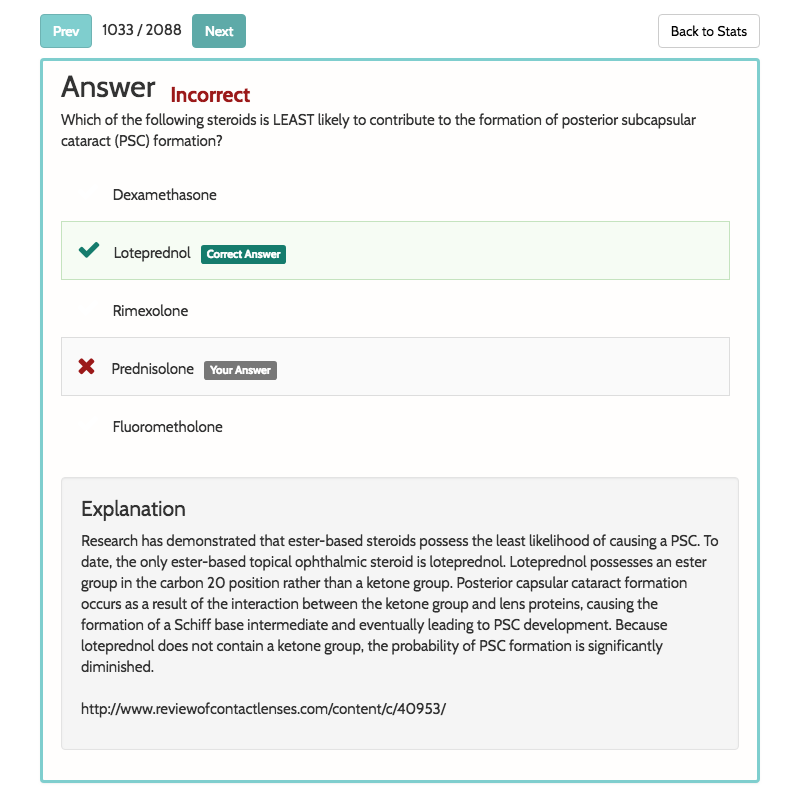 Prev 1033 / 2088 Next Back to Stats
Answer Incorrect
Which of the following steroids is LEAST likely to contribute to the formation of posterior subcapsular
cataract (PSC) formation?
Dexamethasone
Loteprednol Correct Answer
Rimexolone
Prednisolone Your Answer
Fluorometholone
Explanation
Research has demonstrated that ester-based steroids possess the least likelihood of causing a PSC. To
date, the only ester-based topical ophthalmic steroid is loteprednol. Loteprednol possesses an ester
group in the carbon 20 position rather than a ketone group. Posterior capsular cataract formation
occurs as a result of the interaction between the ketone group and lens proteins, causing the
formation of a Schiff base intermediate and eventually leading to PSC development. Because
loteprednol does not contain a ketone group, the probability of PSC formation is significantly
diminished.
http://www.reviewofcontactlenses.com/content/c/40953/